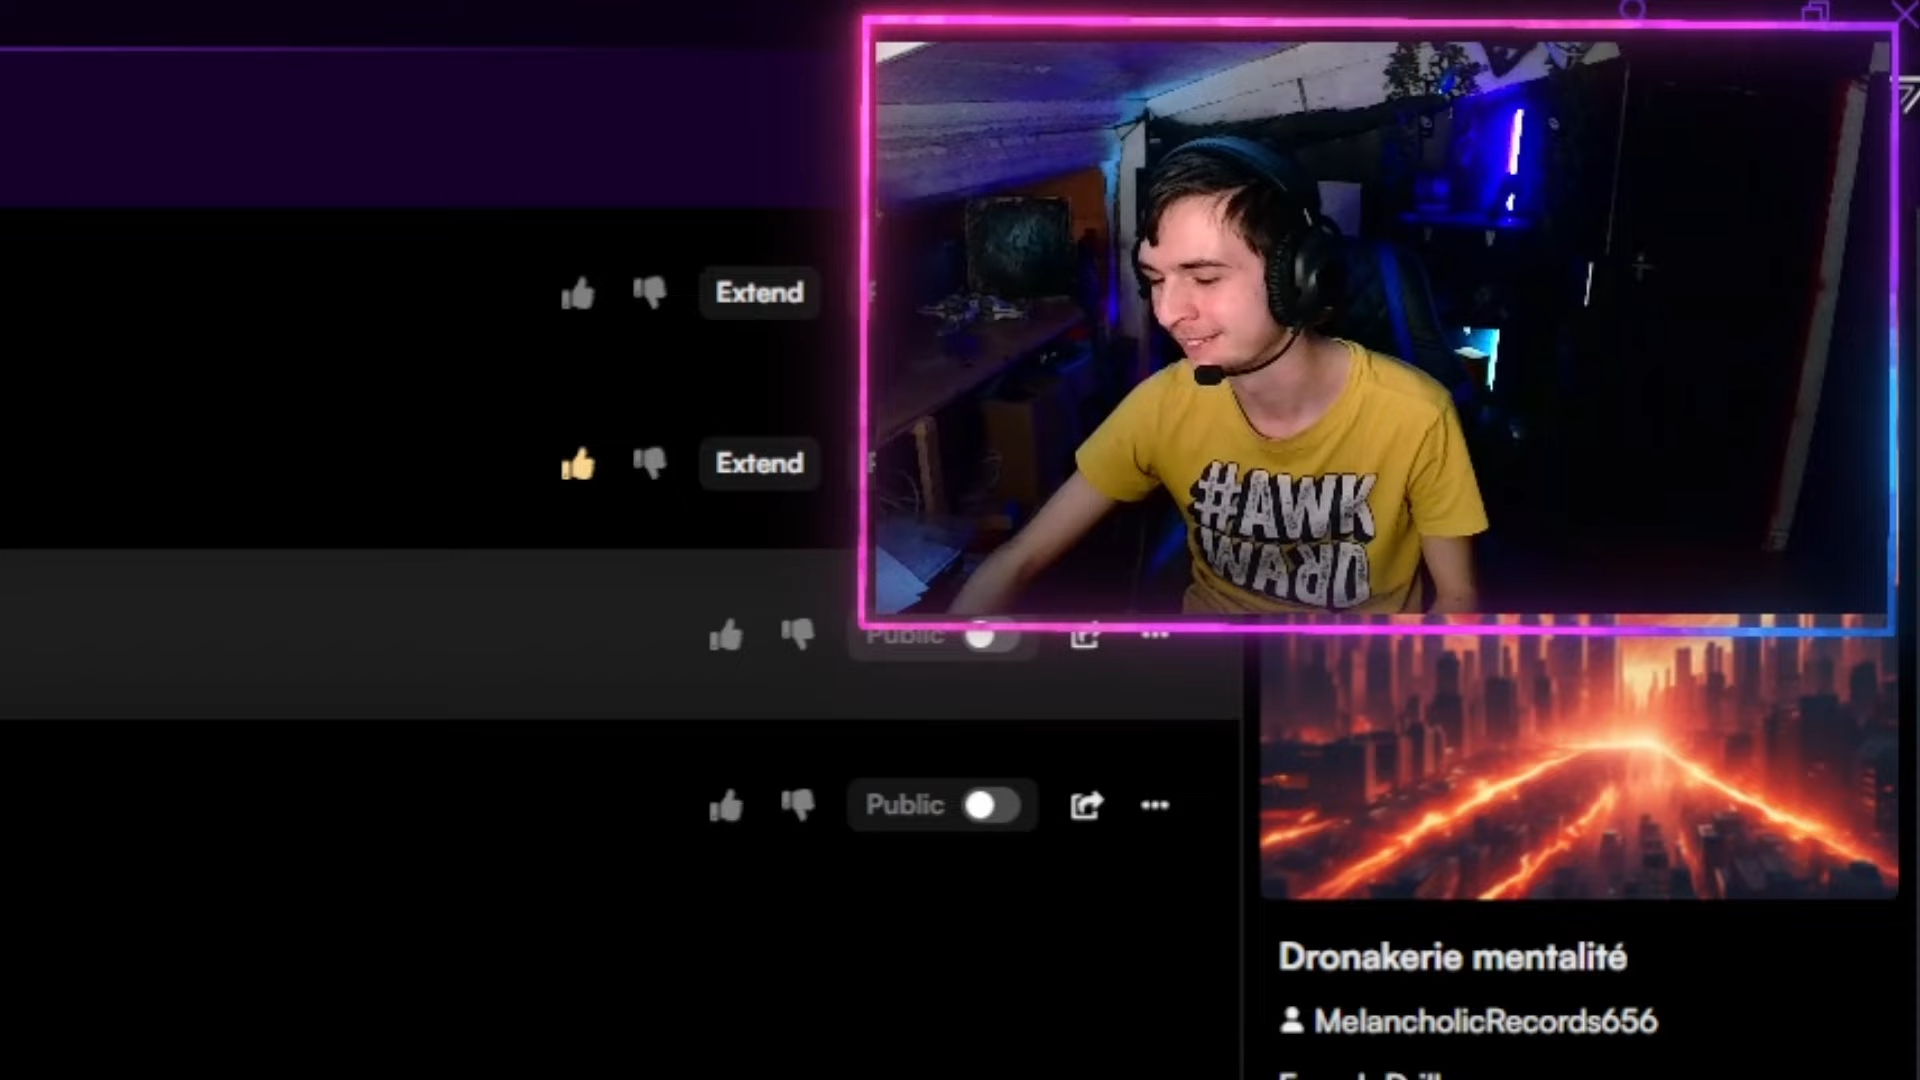 Extend
Extend
Public
Public
#AWK
WARD
Dronakerie mentalité
MelancholicRecords656